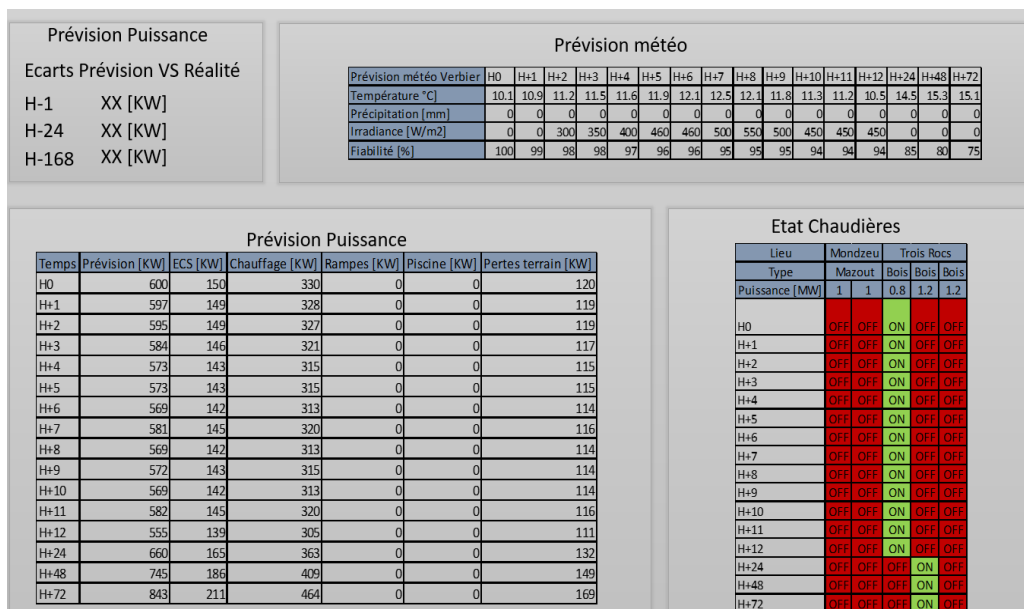 Prévision Puissance
Ecarts Prévision VS Réalité
H-1 XX [KW]
H-24 XX [KW]
H-168 XX [KW]
Prévision météo
Prévision météo Verbier H0 H+1 H+2 H+3 H+4 H+5 H+6 H+7 H+8 H+9 H+10 H+11 H+12 H+24 H+48 H+72
Température °C] 10.1 10.9 11.2 11.5 11.6 11.9 12.1 12.5 12.1 11.8 11.3 11.2 10.5 14.5 15.3 15.1
Précipitation [mm] 0 0 0 0 0 0 0 0 0 0 0 0 0 0 0 0
Irradiance [W/m2] 0 0 300 350 400 460 460 500 550 500 450 450 450 0 0 0
Fiabilité [%] 100 99 98 98 97 96 96 95 95 95 94 94 94 85 80 75
Prévision Puissance
Temps Prévision [KW] ECS [KW] Chauffage [KW] Rampes [KW] Piscine [KW] Pertes terrain [KW]
H0 600 150 330 0 0 120
H+1 597 149 328 0 0 119
H+2 595 149 327 0 0 119
H+3 584 146 321 0 0 117
H+4 573 143 315 0 0 115
H+5 573 143 315 0 0 115
H+6 569 142 313 0 0 114
H+7 581 145 320 0 0 116
H+8 569 142 313 0 0 114
H+9 572 143 315 0 0 114
H+10 569 142 313 0 0 114
H+11 582 145 320 0 0 116
H+12 555 139 305 0 0 111
H+24 660 165 363 0 0 132
H+48 745 186 409 0 0 149
H+72 843 211 464 0 0 169
Etat Chaudières
Lieu Mondzeu Trois Rocs
Type Mazout Bois Bois Bois
Puissance [MW] 1 1 0.8 1.2 1.2
H0 OFF OFF ON OFF OFF
H+1 OFF OFF ON OFF OFF
H+2 OFF OFF ON OFF OFF
H+3 OFF OFF ON OFF OFF
H+4 OFF OFF ON OFF OFF
H+5 OFF OFF ON OFF OFF
H+6 OFF OFF ON OFF OFF
H+7 OFF OFF ON OFF OFF
H+8 OFF OFF ON OFF OFF
H+9 OFF OFF ON OFF OFF
H+10 OFF OFF ON OFF OFF
H+11 OFF OFF ON OFF OFF
H+12 OFF OFF ON OFF OFF
H+24 OFF OFF OFF ON OFF
H+48 OFF OFF OFF ON OFF
H+72 OFF OFF OFF ON OFF